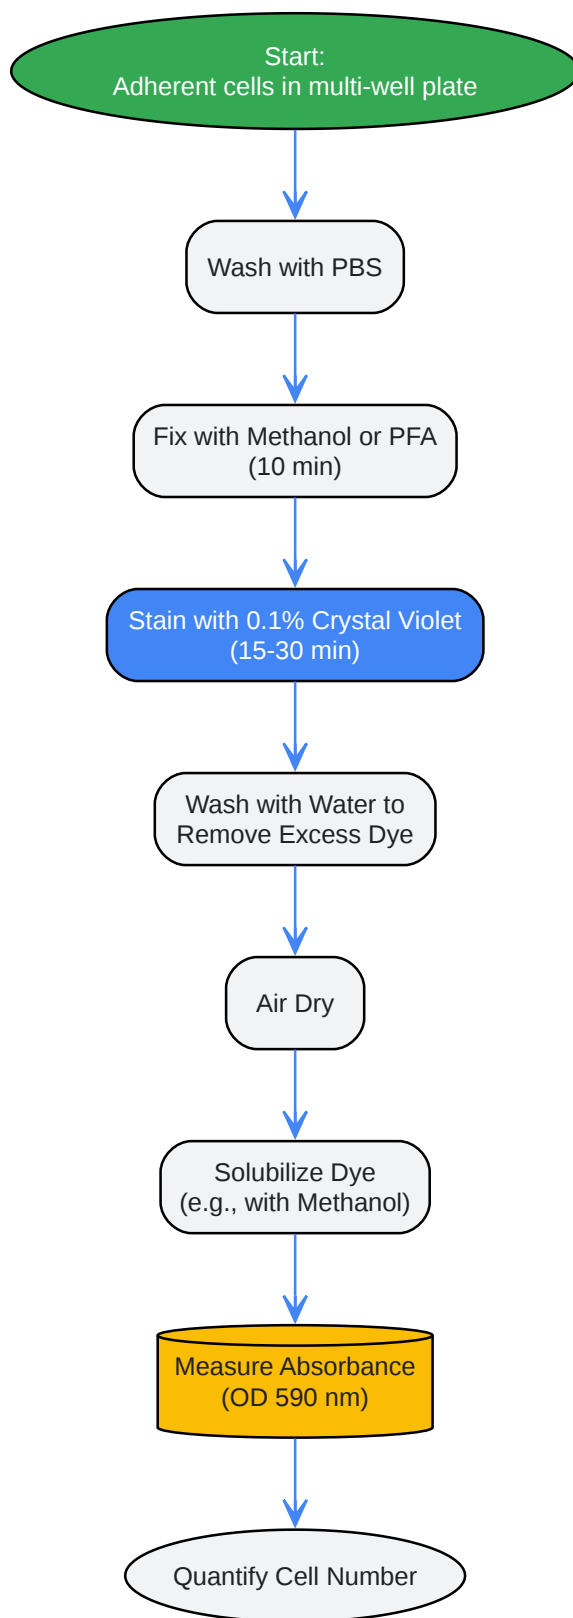 Start:
Adherent cells in multi-well plate
Wash with PBS
Fix with Methanol or PFA
(10 min)
Stain with 0.1% Crystal Violet
(15-30 min)
Wash with Water to
Remove Excess Dye
Air Dry
Solubilize Dye
(e.g., with Methanol)
Measure Absorbance
(OD 590 nm)
Quantify Cell Number